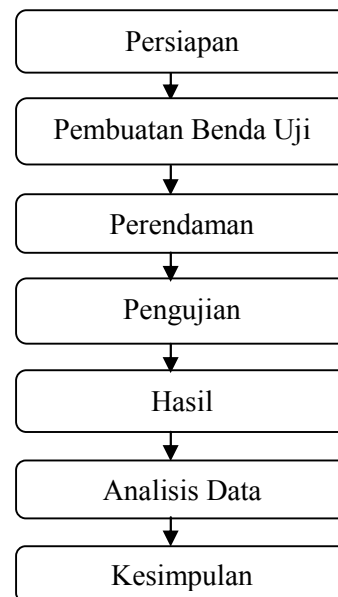 Persiapan
Pembuatan Benda Uji
Perendaman
Pengujian
Hasil
Analisis Data
Kesimpulan